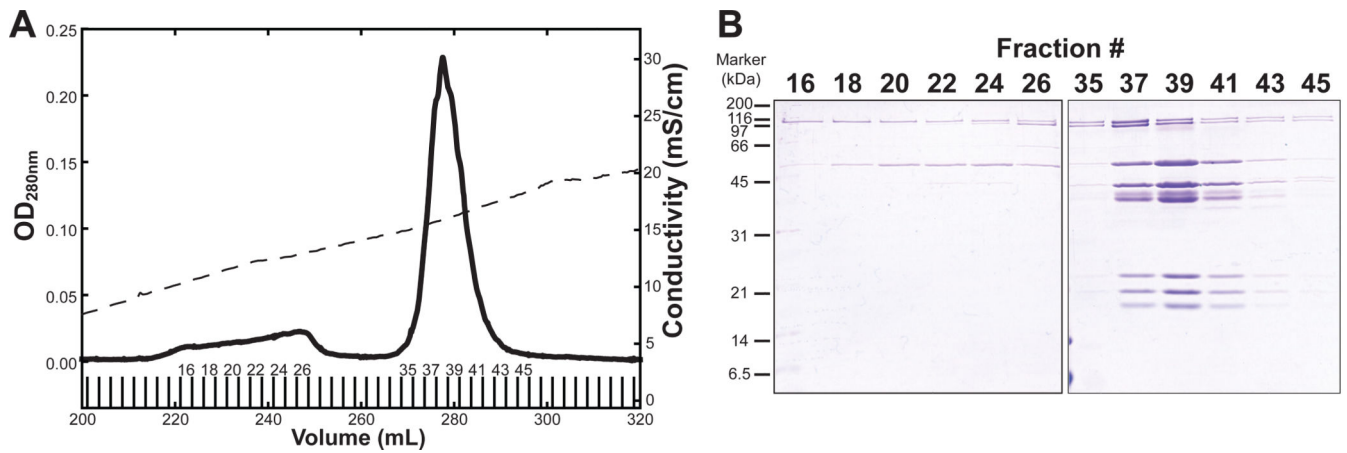 A
0.25
0.20
0.15
0.10
0.05
0.00
OD280nm
30
25
20
15
10
5
0
Conductivity (mS/cm)
16 18 20 22 24 26 35 37 39 41 43 45
200 220 240 260 280 300 320
Volume (mL)
B
Fraction #
Marker
(kDa)
16 18 20 22 24 26 35 37 39 41 43 45
200
116
97
66
45
31
21
14
6.5